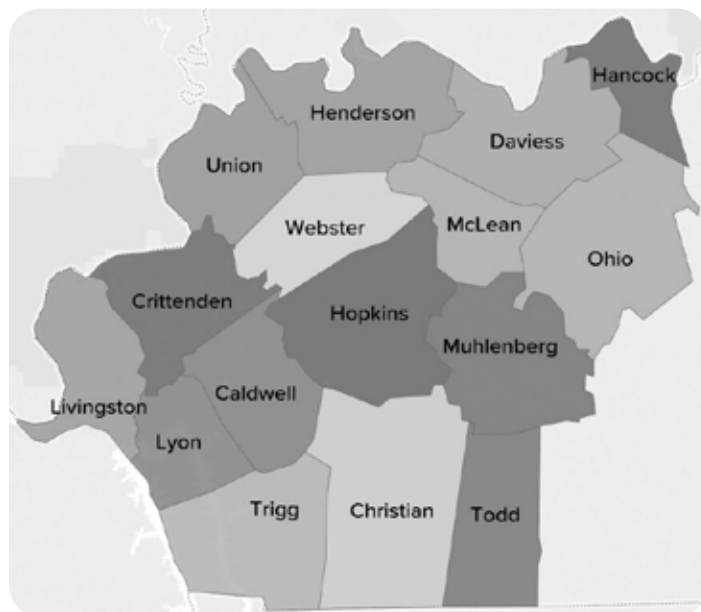 Hancock
Henderson
Daviess
Union
Webster
McLean
Ohio
Crittenden
Hopkins
Muhlenberg
Caldwell
Livingston
Lyon
Trigg
Christian
Todd